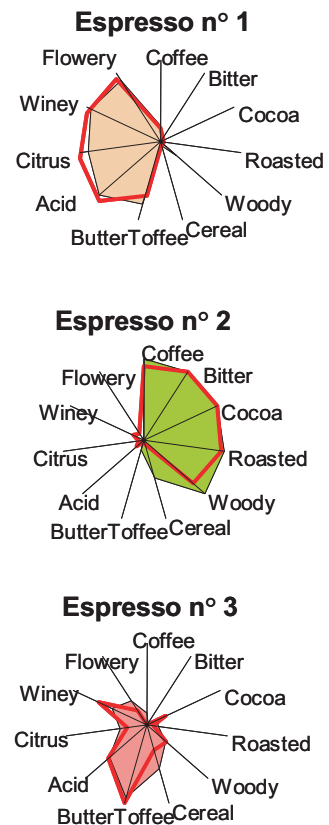 Espresso n° 1
Flowery Coffee
Bitter
Winey
Cocoa
Citrus Roasted
Acid Woody
ButterToffee Cereal
Espresso n° 2
Coffee
Flowery Bitter
Winey Cocoa
Citrus Roasted
Acid Woody
ButterToffee Cereal
Espresso n° 3
Coffee
Flowery Bitter
Winey Cocoa
Citrus Roasted
Acid Woody
ButterToffee Cereal